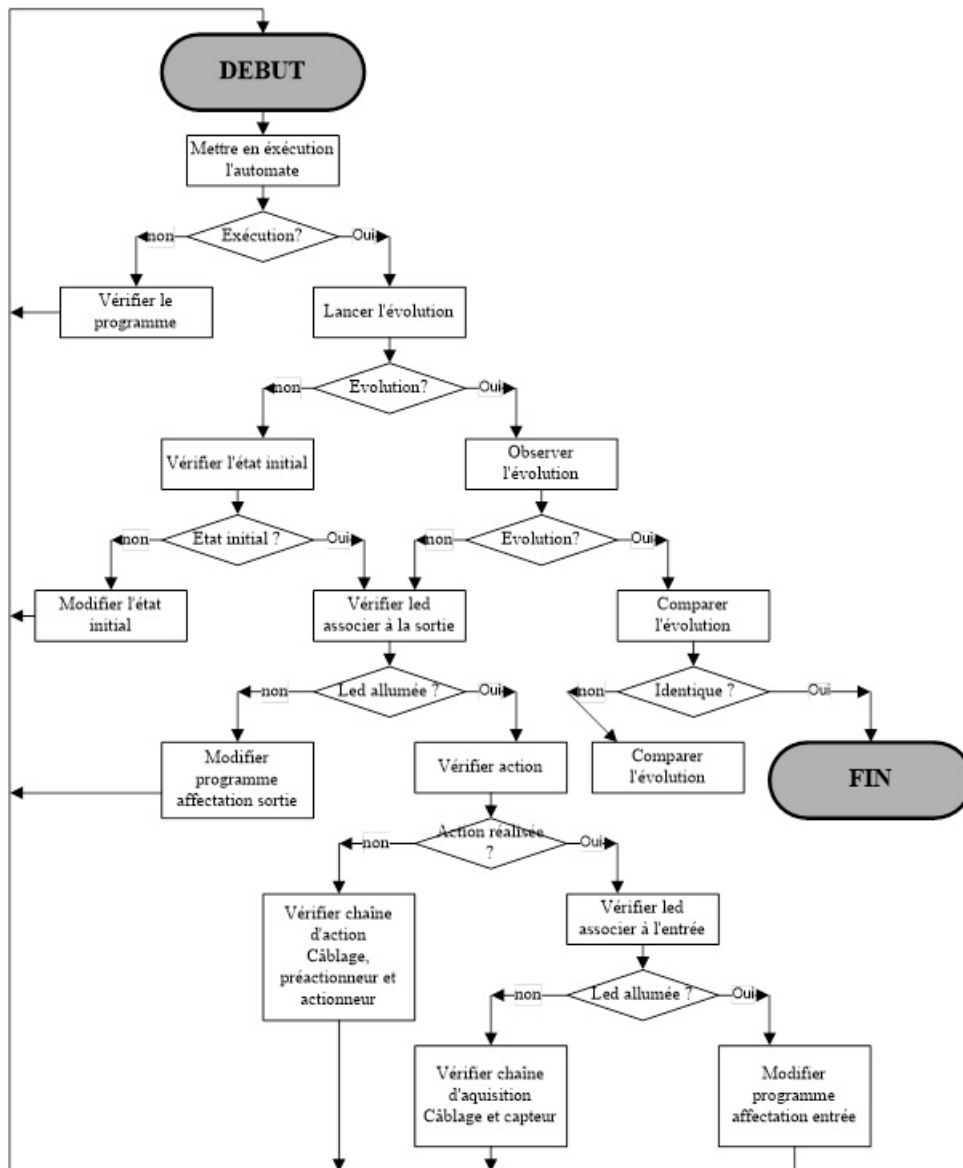 DEBUT
Mettre en éxécution
l'automate
non
Exécution?
Oui
Vérifier le
programme
Lancer l'évolution
non
Evolution?
Oui
Vérifier l'état initial
Observer
l'évolution
non
Etat initial ?
Oui
non
Evolution?
Oui
Modifier l'état
initial
Vérifier led
associer à la sortie
Comparer
l'évolution
non
Led allumée ?
Oui
non
Identique ?
Oui
Modifier
programme
affectation sortie
Vérifier action
Comparer
l'évolution
FIN
non
Action réalisée
?
Oui
Vérifier chaîne
d'action
Câblage,
préactionneur et
actionneur
Vérifier led
associer à l'entrée
non
Led allumée ?
Oui
Vérifier chaîne
d'aquisition
Câblage et capteur
Modifier
programme
affectation entrée